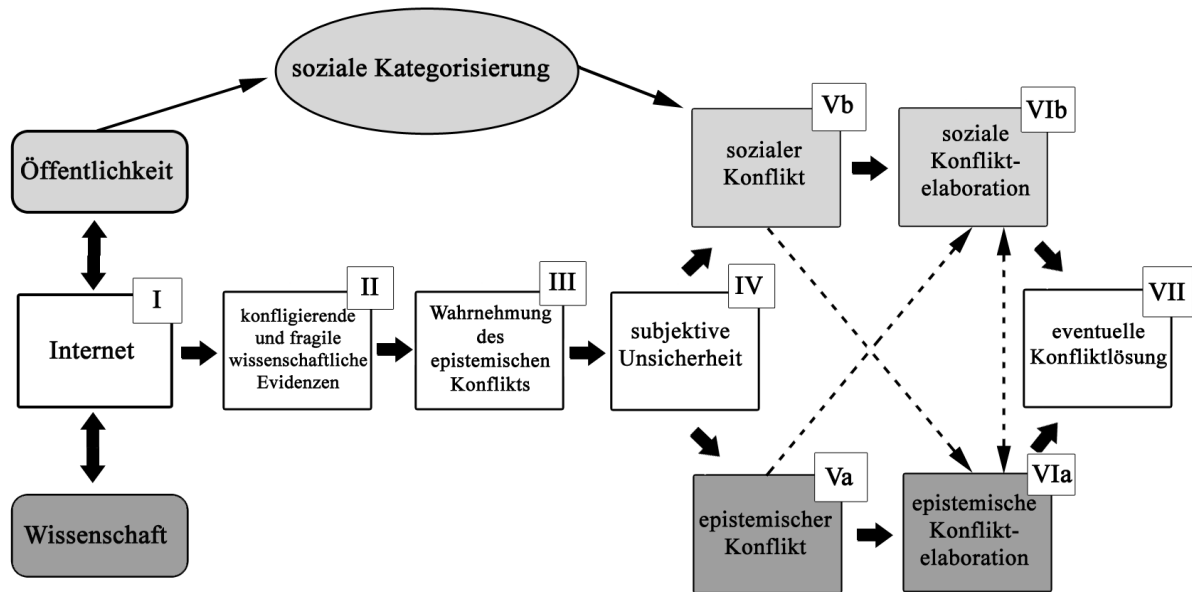 soziale Kategorisierung
Öffentlichkeit
Vb
sozialer
Konflikt
VIb
soziale
Konflikt-
elaboration
I
Internet
II
konfligierende
und fragile
wissenschaftliche
Evidenzen
III
Wahrnehmung
des
epistemischen
Konflikts
IV
subjektive
Unsicherheit
VII
eventuelle
Konfliktlösung
Wissenschaft
Va
epistemischer
Konflikt
VIa
epistemische
Konflikt-
elaboration